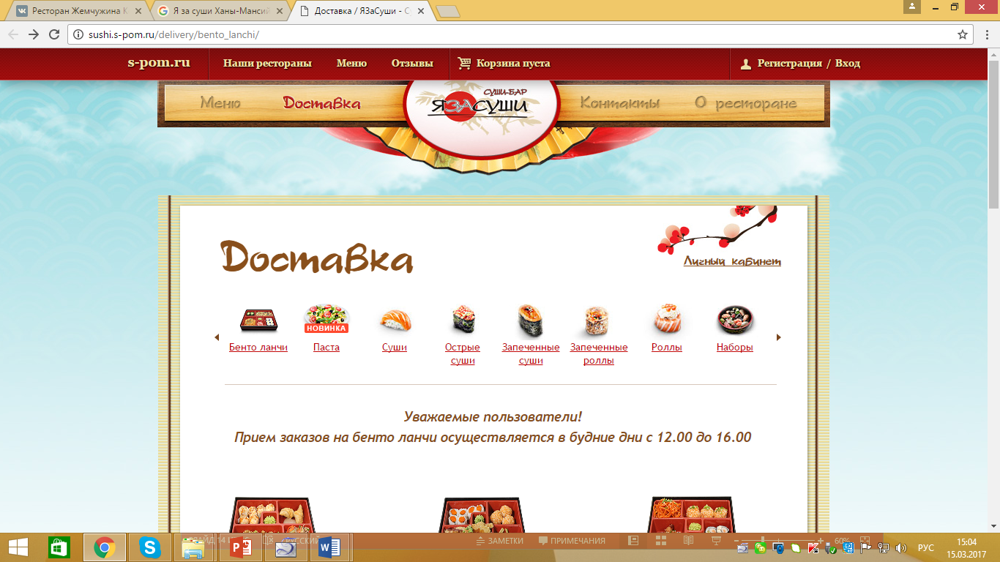 Ресторан Жемчужина К
Я за суши Ханы-Мансий
Доставка / ЯЗаСуши - С
sushi.s-pom.ru/delivery/bento_lanchi/
s-pom.ru
Наши рестораны
Меню
Отзывы
Корзина пуста
Регистрация / Вход
Меню
Доставка
СУШИ-БАР
ЯЗАСУШИ
Контакты
О ресторане
Доставка
Личный кабинет
НОВИНКА
Бенто ланчи
Паста
Суши
Острые суши
Запеченные суши
Запеченные роллы
Роллы
Наборы
Уважаемые пользователи!
Прием заказов на бенто ланчи осуществляется в будние дни с 12.00 до 16.00
ЗАМЕТКИ
ПРИМЕЧАНИЯ
60%
РУС
15:04
15.03.2017